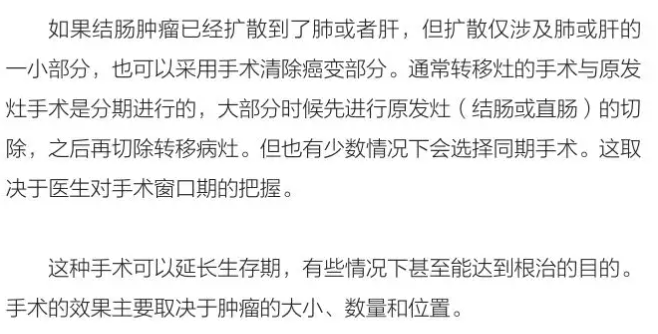 如果结肠肿瘤已经扩散到了肺或者肝，但扩散仅涉及肺或肝的
一小部分，也可以采用手术清除癌变部分。通常转移灶的手术与原发
灶手术是分期进行的，大部分时候先进行原发灶（结肠或直肠）的切
除，之后再切除转移病灶。但也有少数情况下会选择同期手术。这取
决于医生对手术窗口期的把握。
这种手术可以延长生存期，有些情况下甚至能达到根治的目的。
手术的效果主要取决于肿瘤的大小、数量和位置。